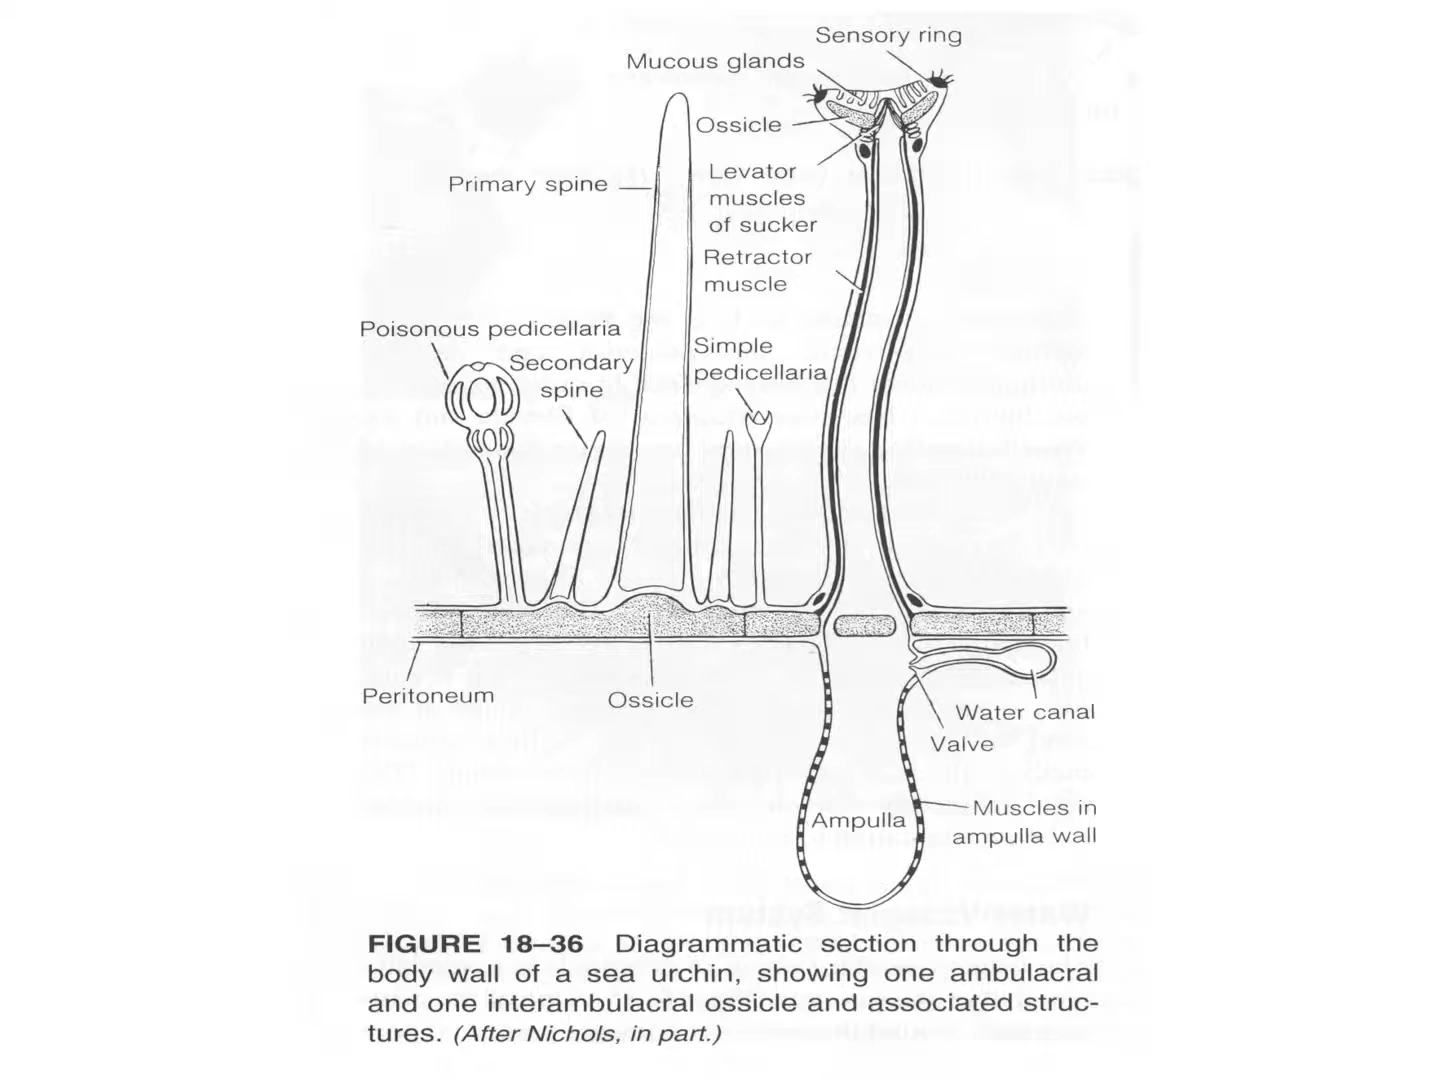 Sensory ring
Mucous glands
Ossicle
Levator
muscles
of sucker
Primary spine
Retractor
muscle
Poisonous pedicellaria
Secondary
spine
Simple
pedicellaria
Peritoneum
Ossicle
Water canal
Valve
Ampulla
Muscles in
ampulla wall
FIGURE 18–36 Diagrammatic section through the
body wall of a sea urchin, showing one ambulacral
and one interambulacral ossicle and associated struc-
tures. (After Nichols, in part.)